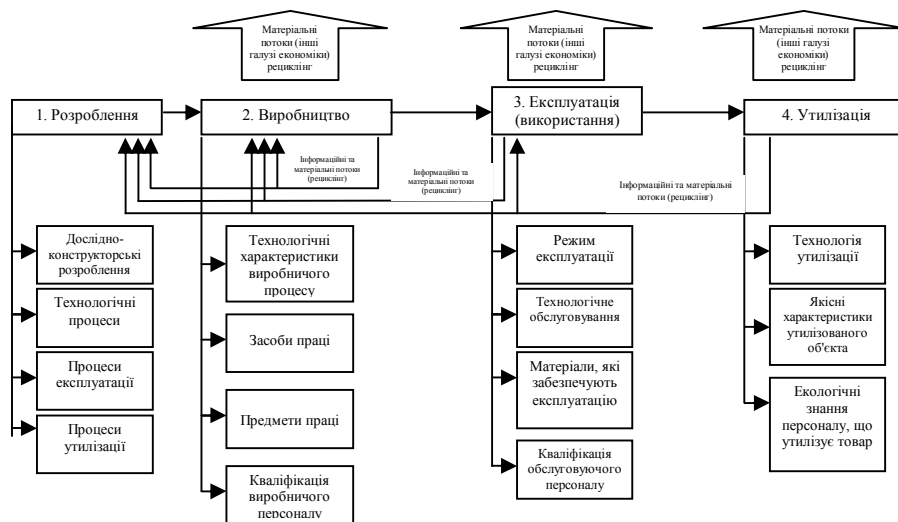 Матеріальні
потоки (інші
галузі економіки)
рециклінг
Матеріальні
потоки (інші
галузі економіки)
рециклінг
Матеріальні потоки
(інші галузі
економіки)
рециклінг
1. Розроблення
2. Виробництво
3. Експлуатація
(використання)
4. Утилізація
Інформаційні та
матеріальні потоки
(рециклінг)
Інформаційні та
матеріальні потоки
(рециклінг)
Інформаційні та матеріальні
потоки (рециклінг)
Дослідно-
конструкторські
розроблення
Технологічні
процеси
Процеси
експлуатації
Процеси
утилізації
Технологічні
характеристики
виробничого
процесу
Засоби праці
Предмети праці
Кваліфікація
виробничого
персоналу
Режим
експлуатації
Технологічне
обслуговування
Матеріали, які
забезпечують
експлуатацію
Кваліфікація
обслуговуючого
персоналу
Технологія
утилізації
Якісні
характеристики
утилізованого
об'єкта
Екологічні
знання
персоналу, що
утилізує товар